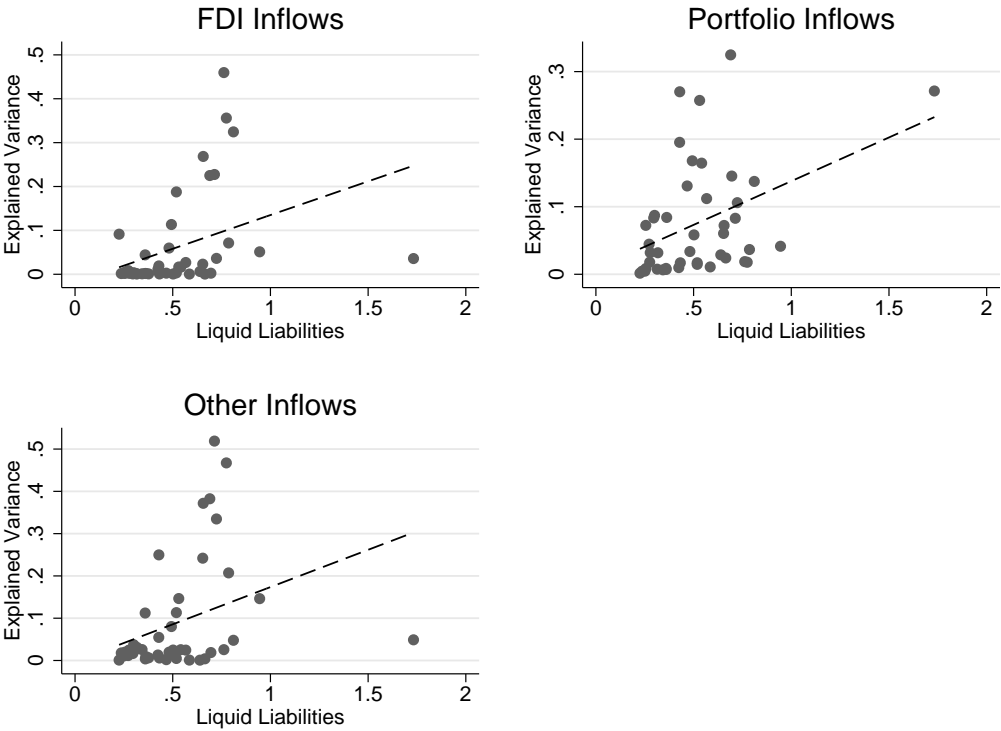 FDI Inflows
Explained Variance
.5
.4
.3
.2
.1
0
0 .5 1 1.5 2
Liquid Liabilities
Portfolio Inflows
Explained Variance
.3
.2
.1
0
0 .5 1 1.5 2
Liquid Liabilities
Other Inflows
Explained Variance
.5
.4
.3
.2
.1
0
0 .5 1 1.5 2
Liquid Liabilities